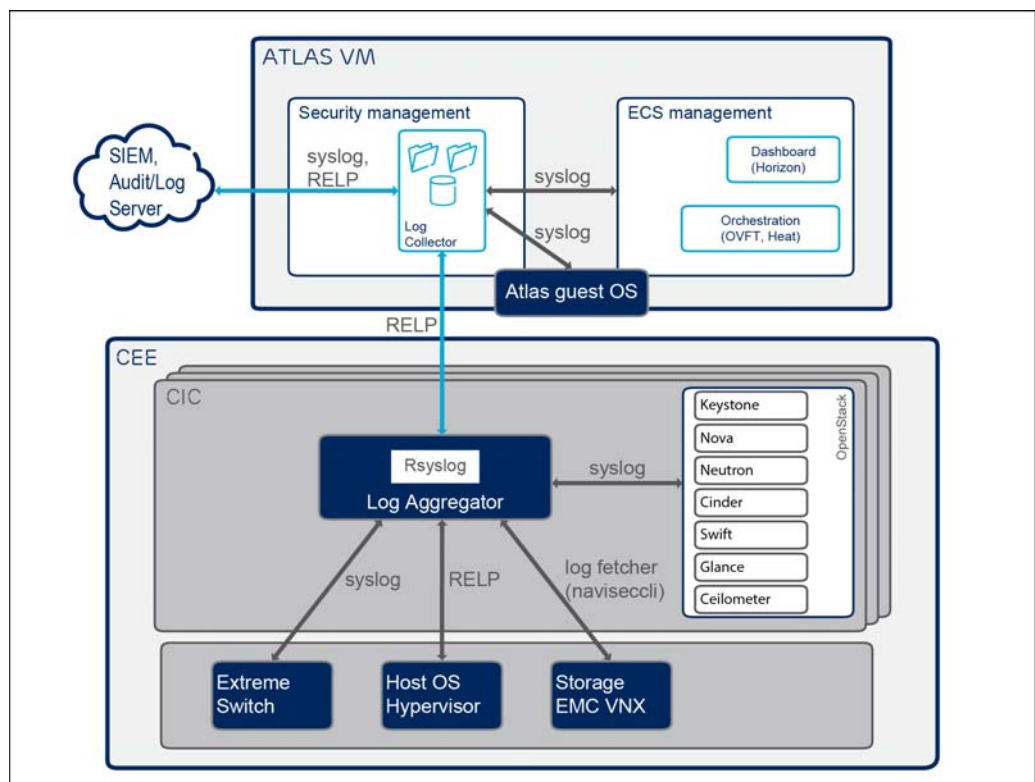 ATLAS VM
Security management
ECS management
SIEM,
Audit/Log
Server
syslog,
RELP
Log
Collector
syslog
syslog
Dashboard
(Horizon)
Orchestration
(OVFT, Heat)
Atlas guest OS
RELP
CEE
CIC
Rsyslog
Log Aggregator
syslog
OpenStack
Keystone
Nova
Neutron
Cinder
Swift
Glance
Ceilometer
syslog
RELP
log fetcher
(naviseccli)
Extreme
Switch
Host OS
Hypervisor
Storage
EMC VNX